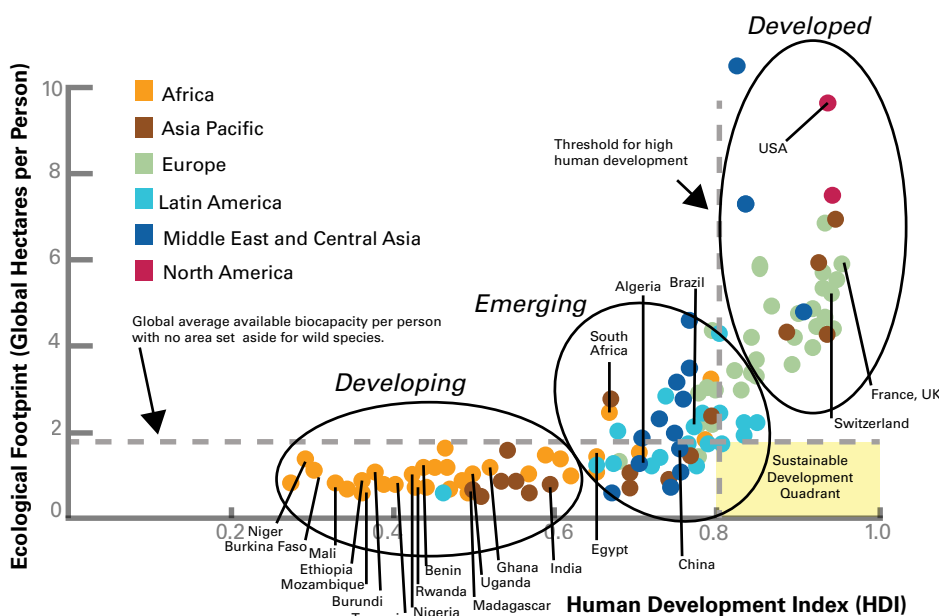 Developed
Ecological Footprint (Global Hectares per Person)
10
8
6
4
2
0
Africa
Asia Pacific
Europe
Latin America
Middle East and Central Asia
North America
Threshold for high
human development
USA
Global average available biocapacity per person
with no area set aside for wild species.
Emerging
Algeria
Brazil
South
Africa
Developing
France, UK
Switzerland
Sustainable
Development
Quadrant
0.2
0.4
0.6
0.8
1.0
Niger
Burkina Faso
Mali
Ethiopia
Mozambique
Burundi
Benin
Rwanda
Nigeria
Ghana
Uganda
Madagascar
India
Egypt
China
Human Development Index (HDI)